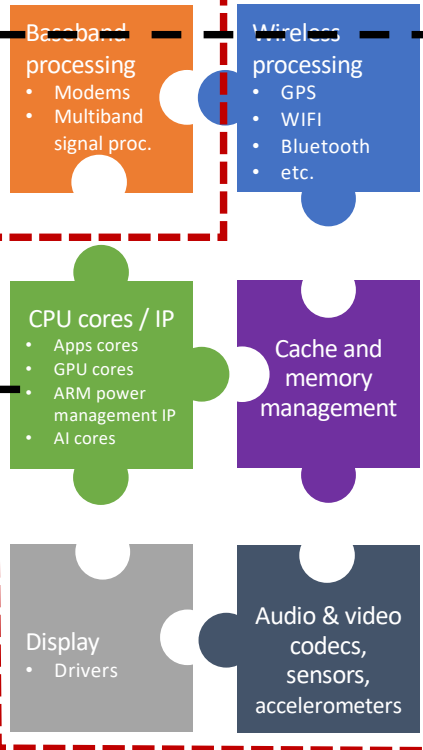 Baseband
processing
• Modems
• Multiband
signal proc.
Wireless
processing
• GPS
• WIFI
• Bluetooth
• etc.
CPU cores / IP
• Apps cores
• GPU cores
• ARM power
management IP
• AI cores
Cache and
memory
management
Display
• Drivers
Audio & video
codecs,
sensors,
accelerometers